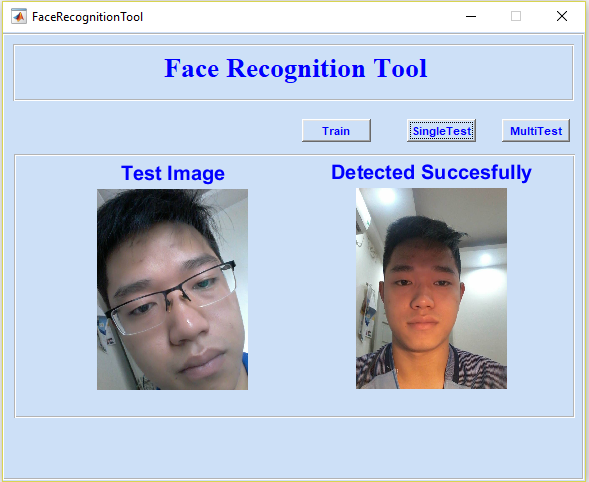 FaceRecognitionTool
Face Recognition Tool
Train SingleTest MultiTest
Test Image Detected Succesfully